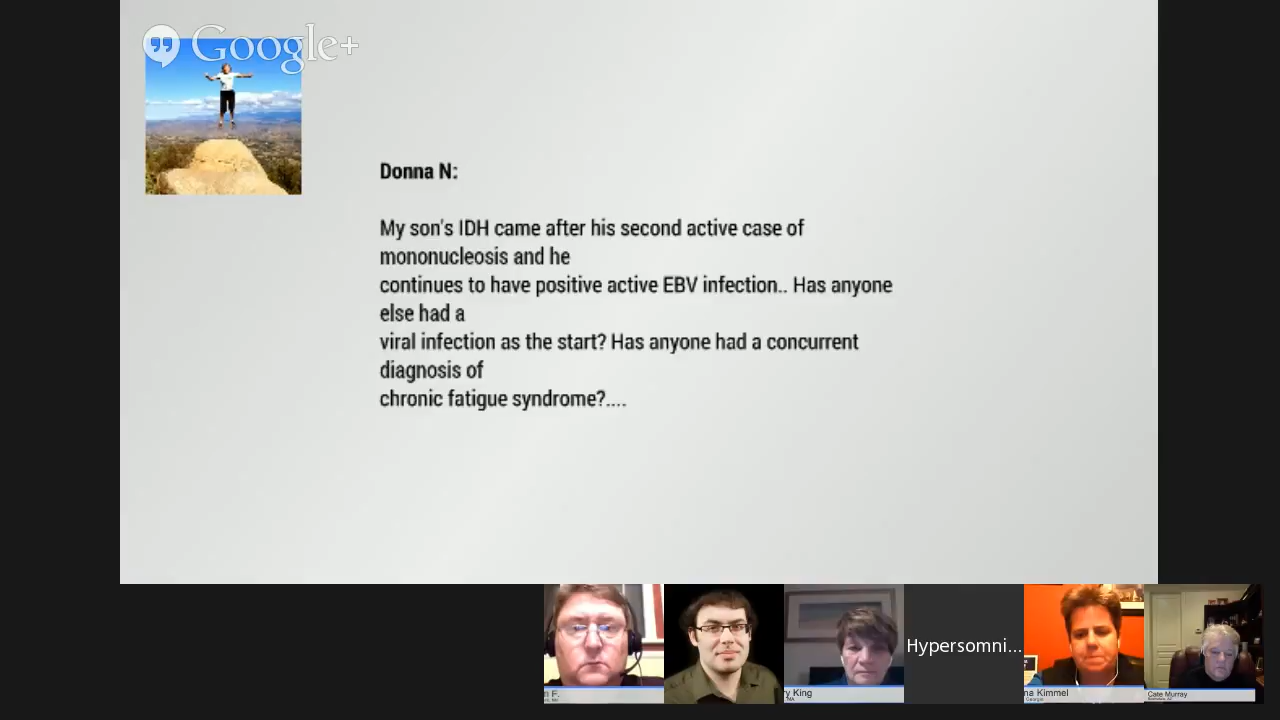 Google+
Donna N:
My son's IDH came after his second active case of
mononucleosis and he
continues to have positive active EBV infection.. Has anyone
else had a
viral infection as the start? Has anyone had a concurrent
diagnosis of
chronic fatigue syndrome?....
Hypersomni...
F.
King
Kimmel
Cate Murray